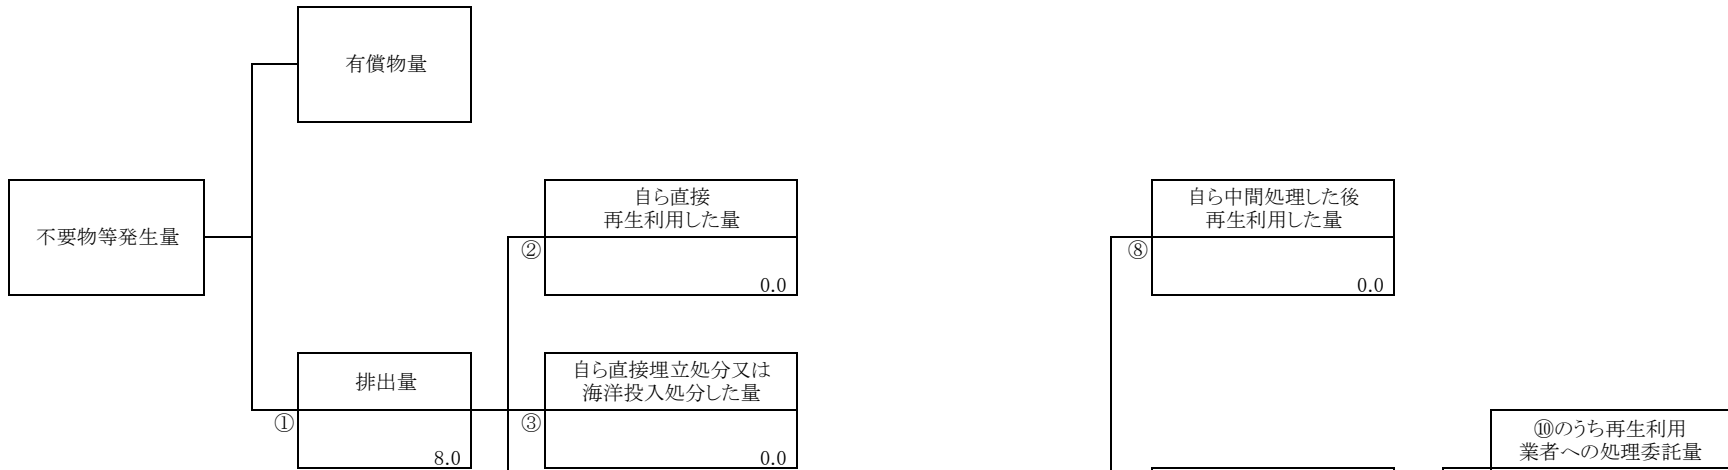 有償物量
不要物等発生量
自ら直接
再生利用した量
②
0.0
自ら中間処理した後
再生利用した量
⑧
0.0
排出量
①
8.0
自ら直接埋立処分又は
海洋投入処分した量
③
0.0
⑩のうち再生利用
業者への処理委託量